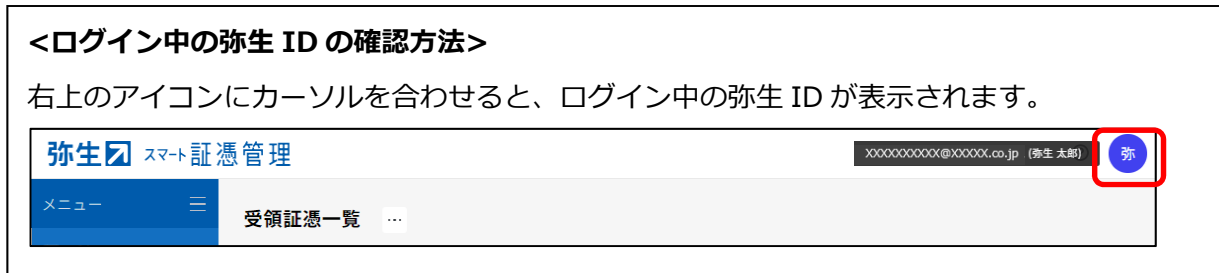 <ログイン中の弥生 ID の確認方法>
右上のアイコンにカーソルを合わせると、ログイン中の弥生 ID が表示されます。
弥生 スマート証憑管理 XXXXXXXXXX@XXXXX.co.jp (弥生 太郎) 弥
メニュー
受領証憑一覧 …